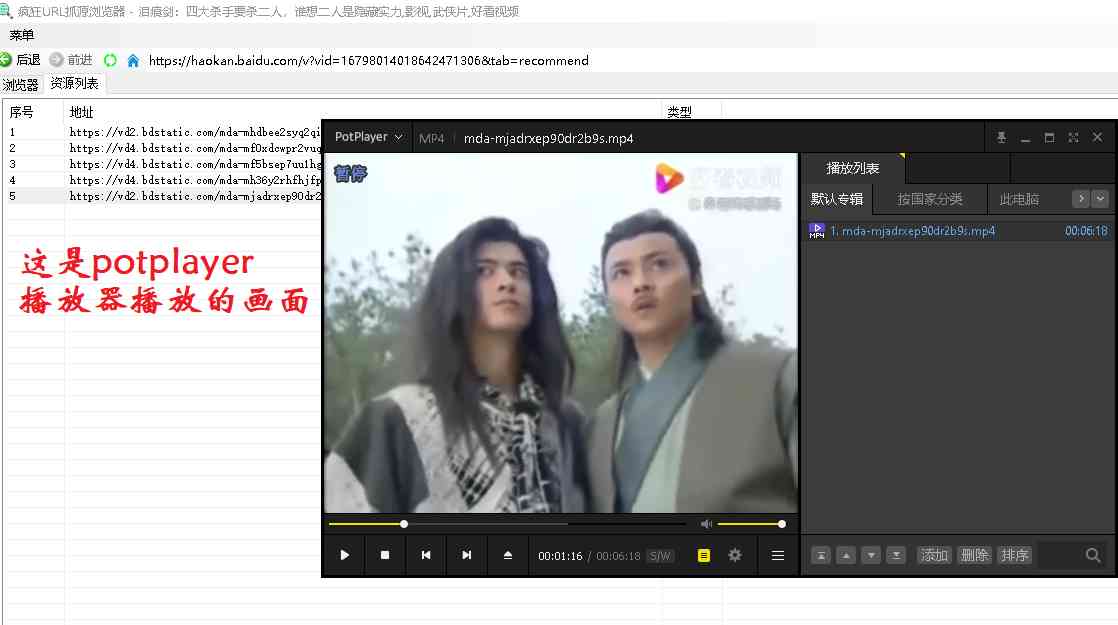 疯狂URL抓源浏览器 - 泪痕剑：四大杀手要杀二人，谁想二人是隐藏实力,影视,武侠片,好看视频
菜单
后退 前进 https://haokan.baidu.com/v?vid=16798014018642471306&tab=recommend
浏览器 资源列表
序号 地址 类型
1 https://vd2.bdstatic.com/mda-mhdbee2syq2qi
2 https://vd4.bdstatic.com/mda-mf0xdcwpr2vuq
3 https://vd4.bdstatic.com/mda-mf5bsep7uu1hg
4 https://vd4.bdstatic.com/mda-mh36y2rhfhjfp
5 https://vd2.bdstatic.com/mda-mjadrxep90dr2
这是potplayer
播放器播放的画面
PotPlayer MP4 mda-mjadrxep90dr2b9s.mp4
暂停
播放列表
默认专辑 按国家分类 此电脑
MP4 1. mda-mjadrxep90dr2b9s.mp4 00:06:18
00:01:16 / 00:06:18 S/W
添加 删除 排序